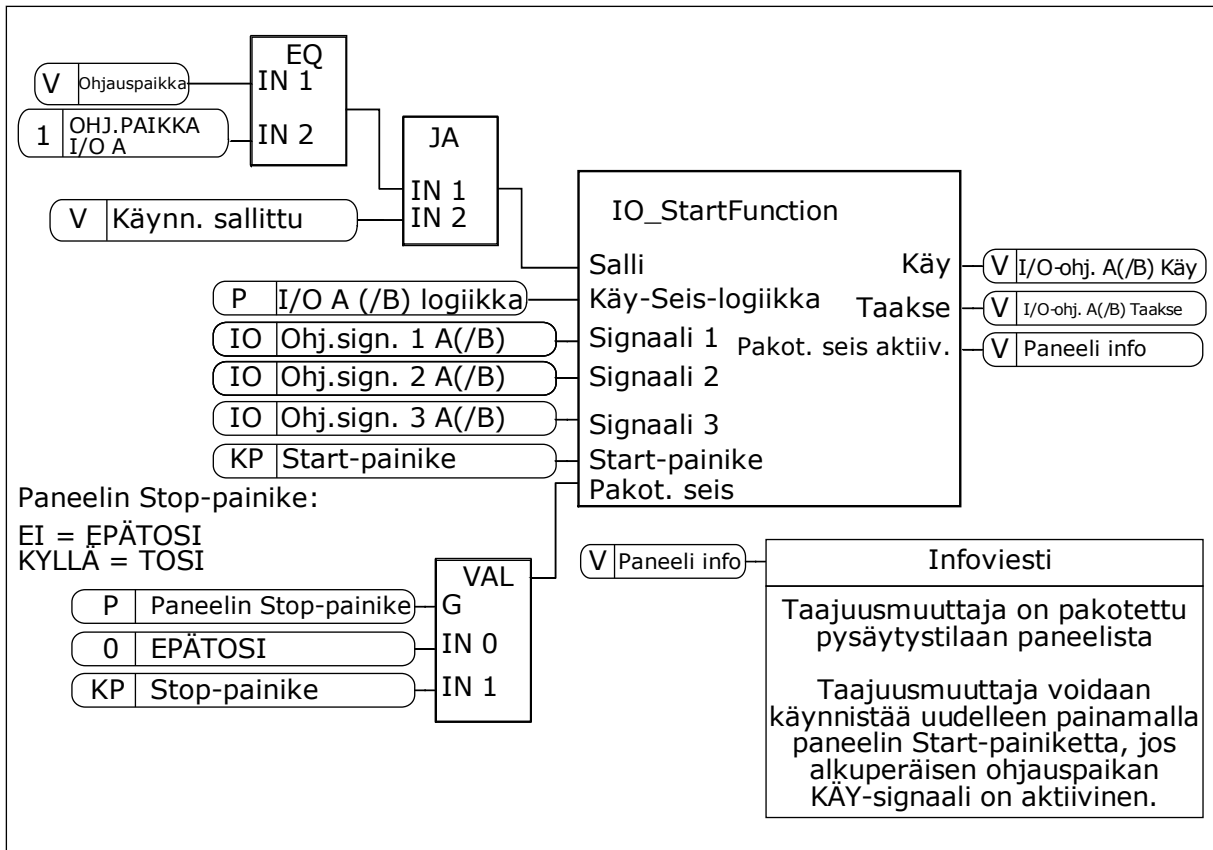 EQ
V Ohjauspaikka
IN 1
1 OHJ.PAIKKA
I/O A
IN 2
JA
IN 1
V Käynn. sallittu
IN 2
IO_StartFunction
Salli
Käy
V I/O-ohj. A(/B) Käy
P I/O A (/B) logiikka
Käy-Seis-logiikka
Taakse
V I/O-ohj. A(/B) Taakse
IO Ohj.sign. 1 A(/B)
Signaali 1
Pakot. seis aktiiv.
V Paneeli info
IO Ohj.sign. 2 A(/B)
Signaali 2
IO Ohj.sign. 3 A(/B)
Signaali 3
KP Start-painike
Start-painike
Pakot. seis
Paneelin Stop-painike:
EI = EPÄTOSI
KYLLÄ = TOSI
VAL
P Paneelin Stop-painike
G
0 EPÄTOSI
IN 0
KP Stop-painike
IN 1
V Paneeli info
Infoviesti
Taajuusmuuttaja on pakotettu
pysäytystilaan paneelista
Taajuusmuuttaja voidaan
käynnistää uudelleen painamalla
paneelin Start-painiketta, jos
alkuperäisen ohjauspaikan
KÄY-signaali on aktiivinen.